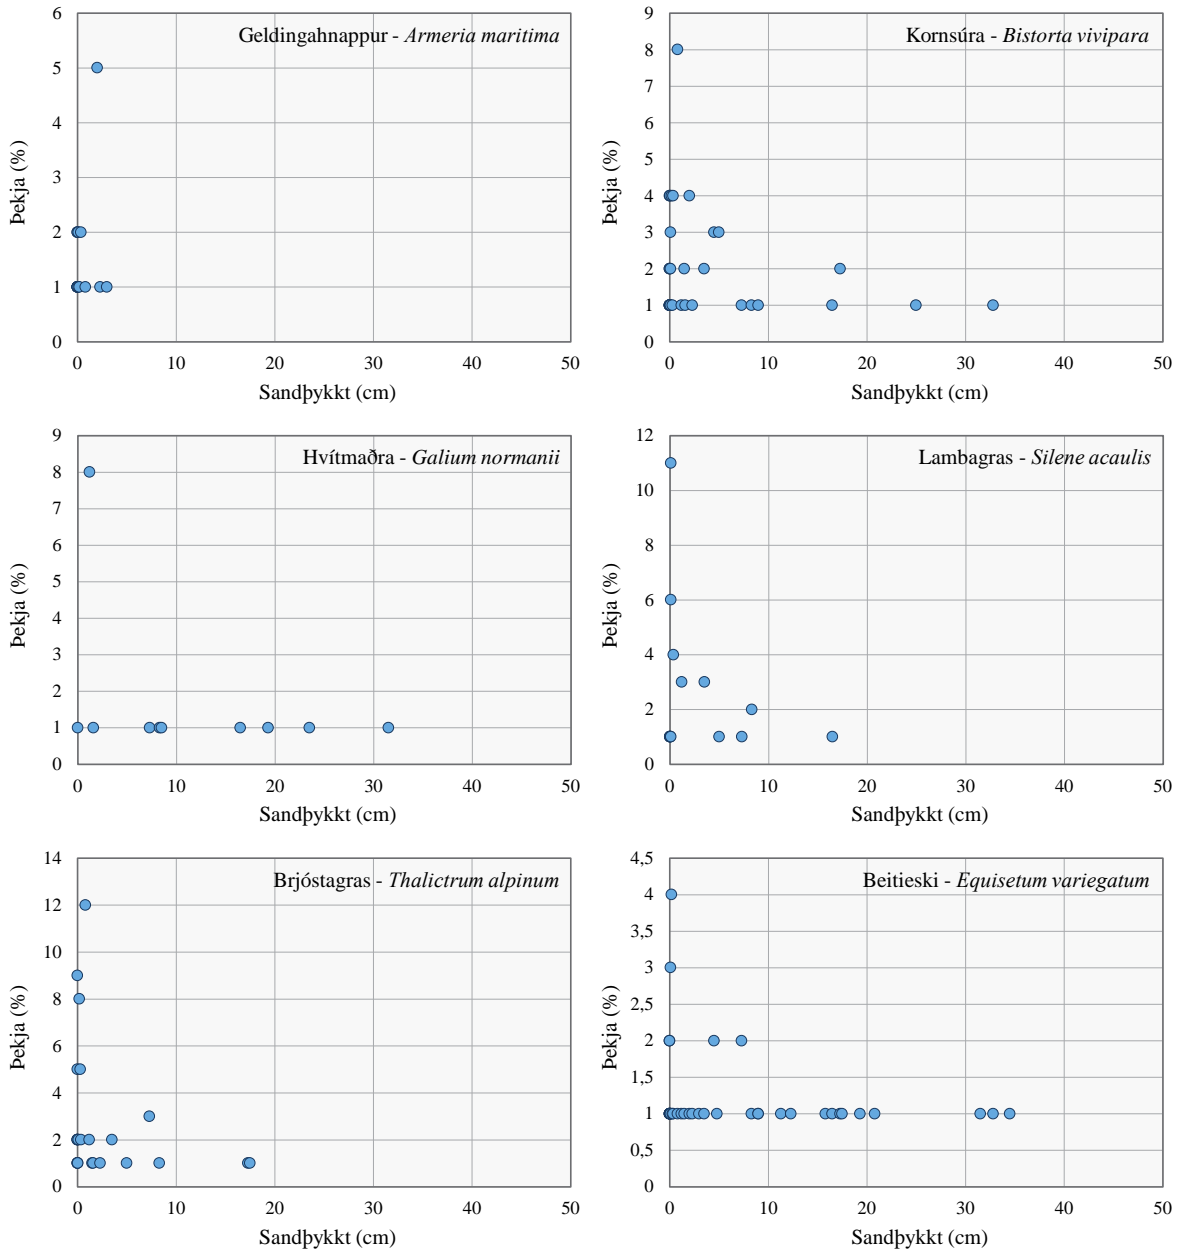 Geldingahnappur - Armeria maritima
6
5
4
3
2
1
0
0 10 20 30 40 50
Þekja (%)
Sandþykkt (cm)
Kornsúra - Bistorta vivipara
9
8
7
6
5
4
3
2
1
0
0 10 20 30 40 50
Þekja (%)
Sandþykkt (cm)
Hvítmaðra - Galium normanii
9
8
7
6
5
4
3
2
1
0
0 10 20 30 40 50
Þekja (%)
Sandþykkt (cm)
Lambagras - Silene acaulis
12
10
8
6
4
2
0
0 10 20 30 40 50
Þekja (%)
Sandþykkt (cm)
Brjóstagras - Thalictrum alpinum
14
12
10
8
6
4
2
0
0 10 20 30 40 50
Þekja (%)
Sandþykkt (cm)
Beitieski - Equisetum variegatum
4,5
4
3,5
3
2,5
2
1,5
1
0,5
0
0 10 20 30 40 50
Þekja (%)
Sandþykkt (cm)